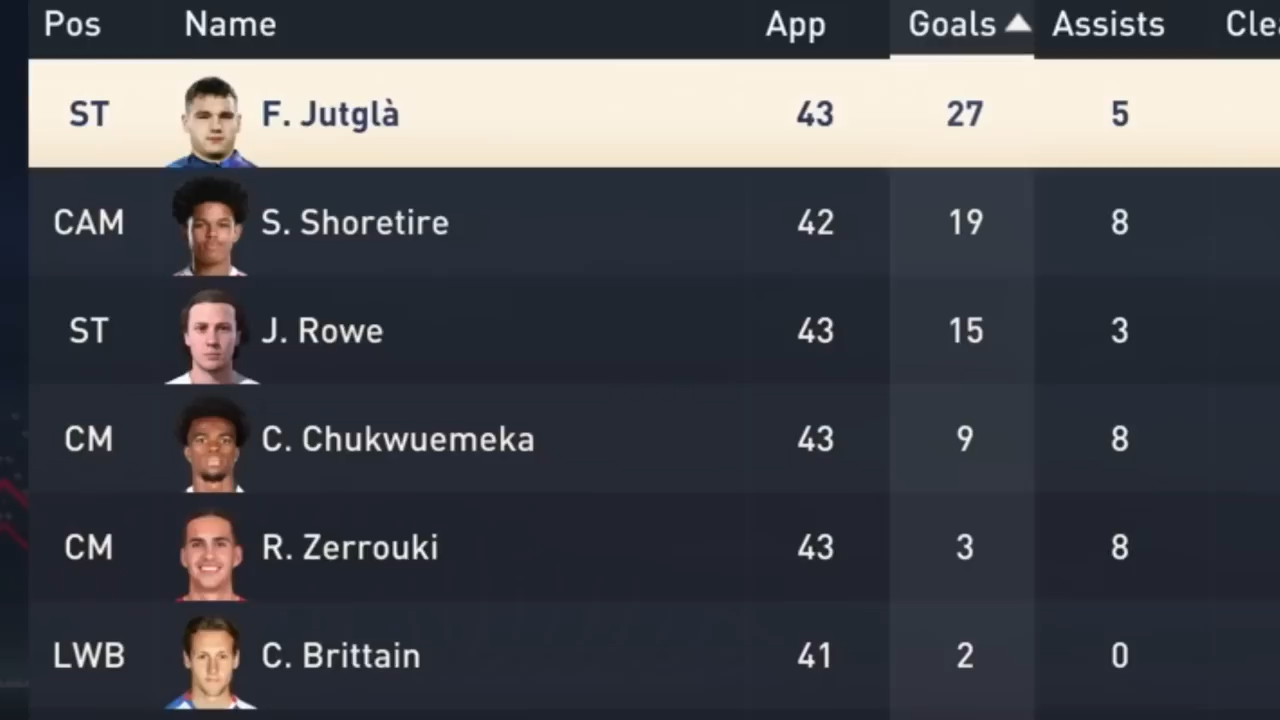 Pos Name App Goals Assists Cle
ST F. Jutglà 43 27 5
CAM S. Shoretire 42 19 8
ST J. Rowe 43 15 3
CM C. Chukwuemeka 43 9 8
CM R. Zerrouki 43 3 8
LWB C. Brittain 41 2 0